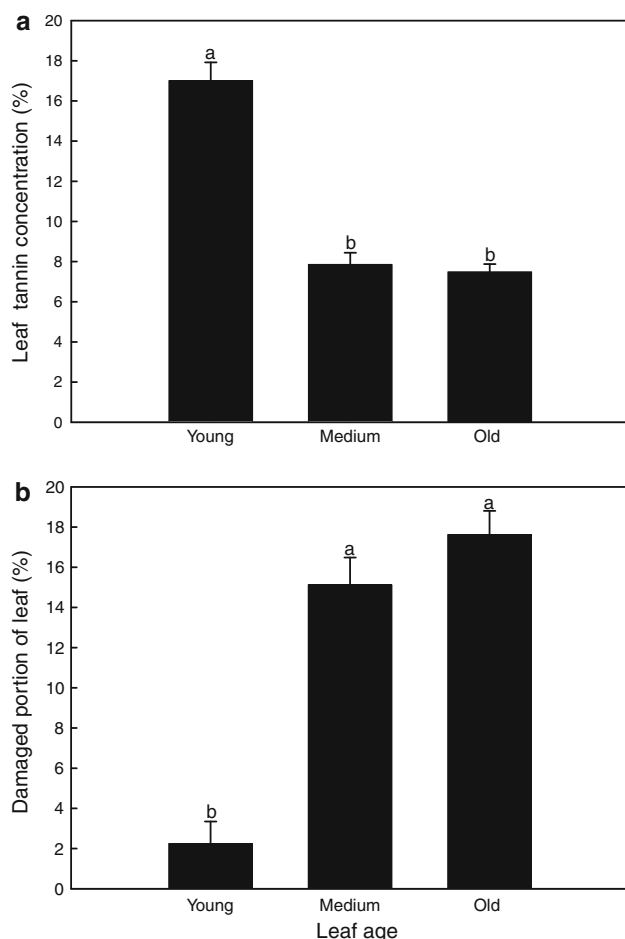 a
Leaf tannin concentration (%)
20
18
16
14
12
10
8
6
4
2
0
a
b
b
Young Medium Old
b
Damaged portion of leaf (%)
20
18
16
14
12
10
8
6
4
2
0
b
a
a
Young Medium Old
Leaf age